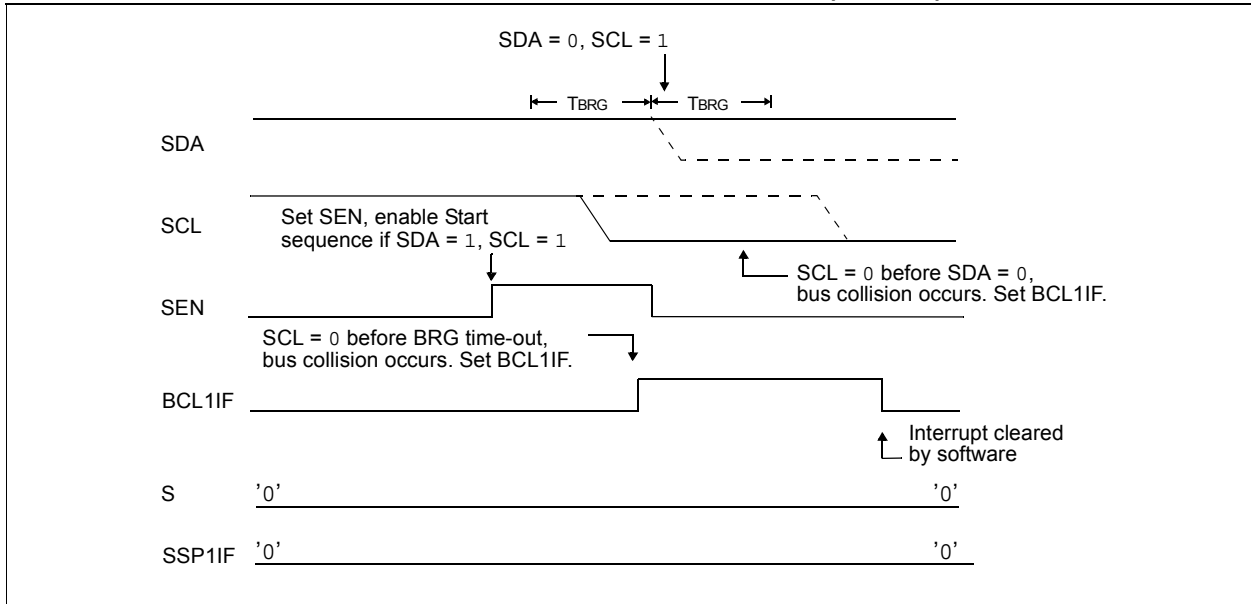 SDA = 0, SCL = 1
TBRG TBRG
SDA
SCL
Set SEN, enable Start
sequence if SDA = 1, SCL = 1
SCL = 0 before SDA = 0,
bus collision occurs. Set BCL1IF.
SEN
SCL = 0 before BRG time-out,
bus collision occurs. Set BCL1IF.
BCL1IF
Interrupt cleared
by software
S '0' '0'
SSP1IF '0' '0'